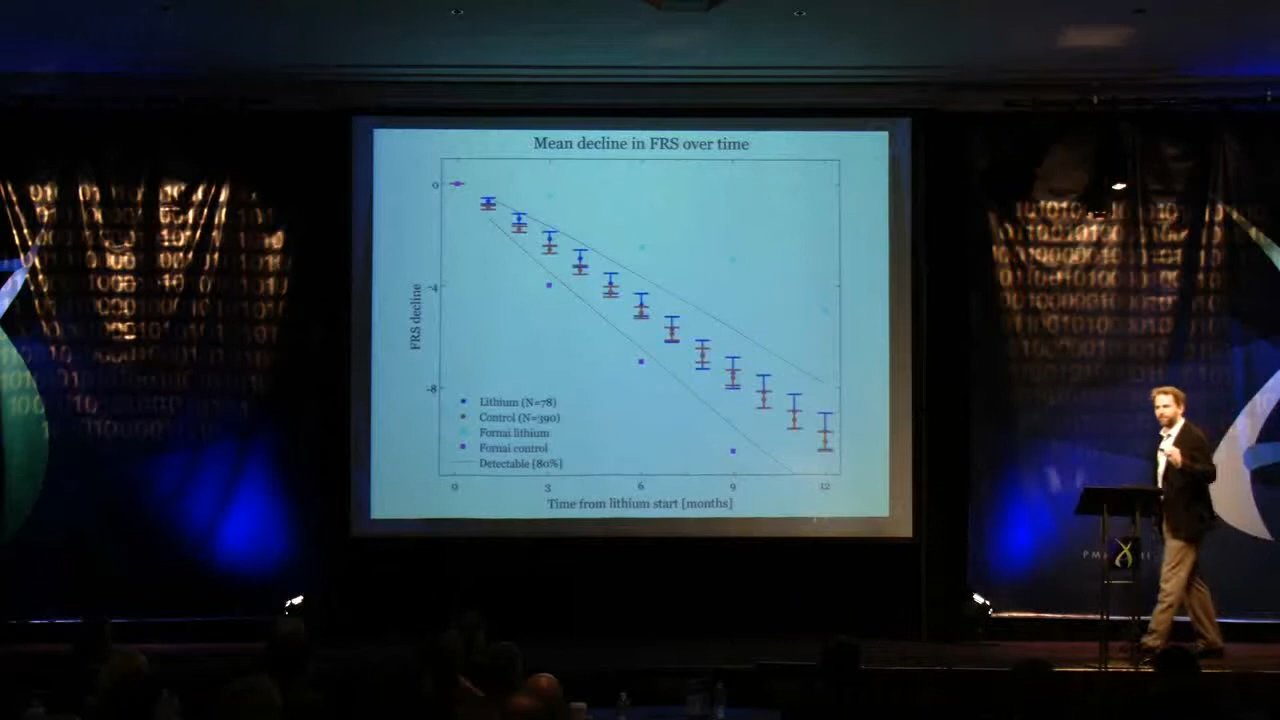 Mean decline in FRS over time
0
-4
-8
FRS decline
Lithium (N=78)
Control (N=390)
Fornai lithium
Fornai control
Detectable [80%]
0 3 6 9 12
Time from lithium start [months]